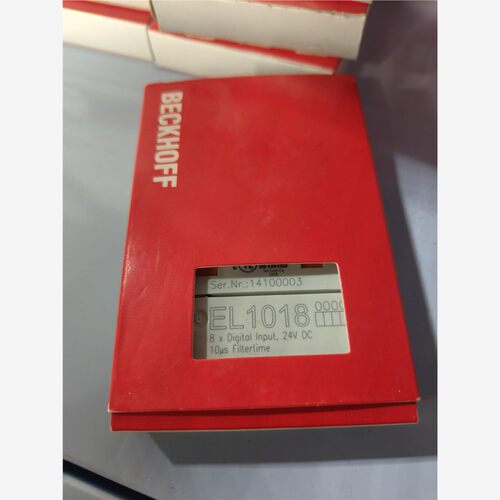 BECKHOFF
Ser.Nr.:14100003
EL1018
8 x Digital Input, 24V DC
10µs Filtertime